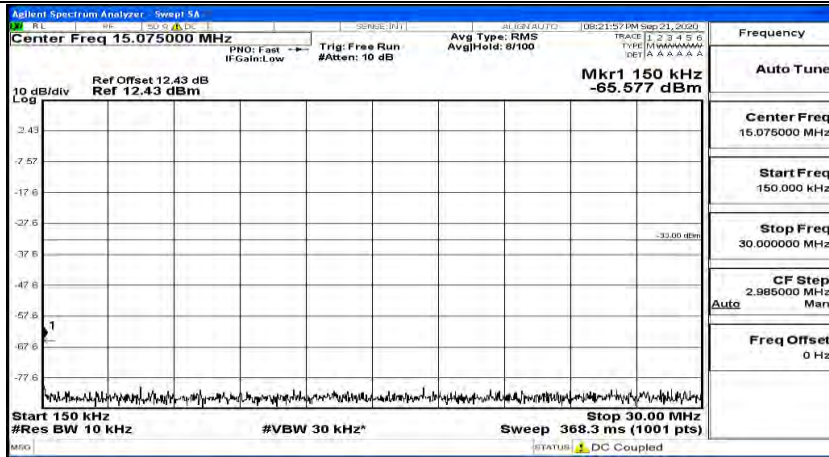 Agilent Spectrum Analyzer - Swept SA
RL RF 50 Ω DC SENSE:INT ALIGN AUTO 08:21:57 PM Sep 21, 2020
Center Freq 15.075000 MHz
PNO: Fast
IFGain:Low
Trig: Free Run
#Atten: 10 dB
Avg Type: RMS
Avg|Hold: 8/100
TRACE 1 2 3 4 5 6
TYPE M
DET A A A A A A
Ref Offset 12.43 dB
Ref 12.43 dBm
10 dB/div
Log
Mkr1 150 kHz
-65.577 dBm
2.43
-7.57
-17.6
-27.6
-33.00 dBm
-37.6
-47.6
-57.6
1
-67.6
-77.6
Start 150 kHz
Stop 30.00 MHz
#Res BW 10 kHz
#VBW 30 kHz*
Sweep 368.3 ms (1001 pts)
MSG
STATUS DC Coupled
Frequency
Auto Tune
Center Freq
15.075000 MHz
Start Freq
150.000 kHz
Stop Freq
30.000000 MHz
CF Step
2.985000 MHz
Auto Man
Freq Offset
0 Hz